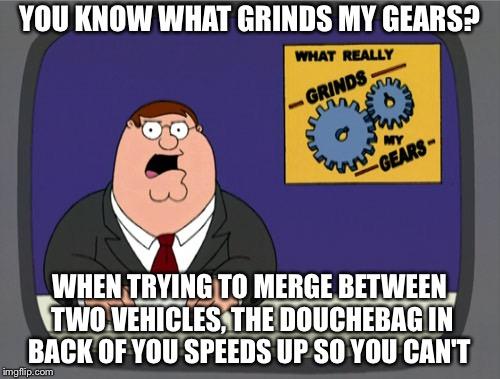 YOU KNOW WHAT GRINDS MY GEARS?
WHAT REALLY
GRINDS
MY
GEARS
WHEN TRYING TO MERGE BETWEEN
TWO VEHICLES, THE DOUCHEBAG IN
BACK OF YOU SPEEDS UP SO YOU CAN'T
imgflip.com